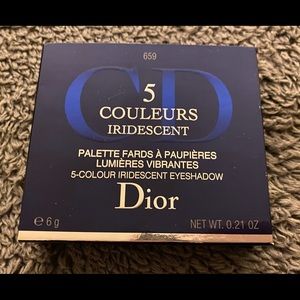 659
CD
5
COULEURS
IRIDESCENT
PALETTE FARDS À PAUPIÈRES
LUMIÈRES VIBRANTES
5-COLOUR IRIDESCENT EYESHADOW
Dior
℮ 6 g NET WT. 0.21 OZ